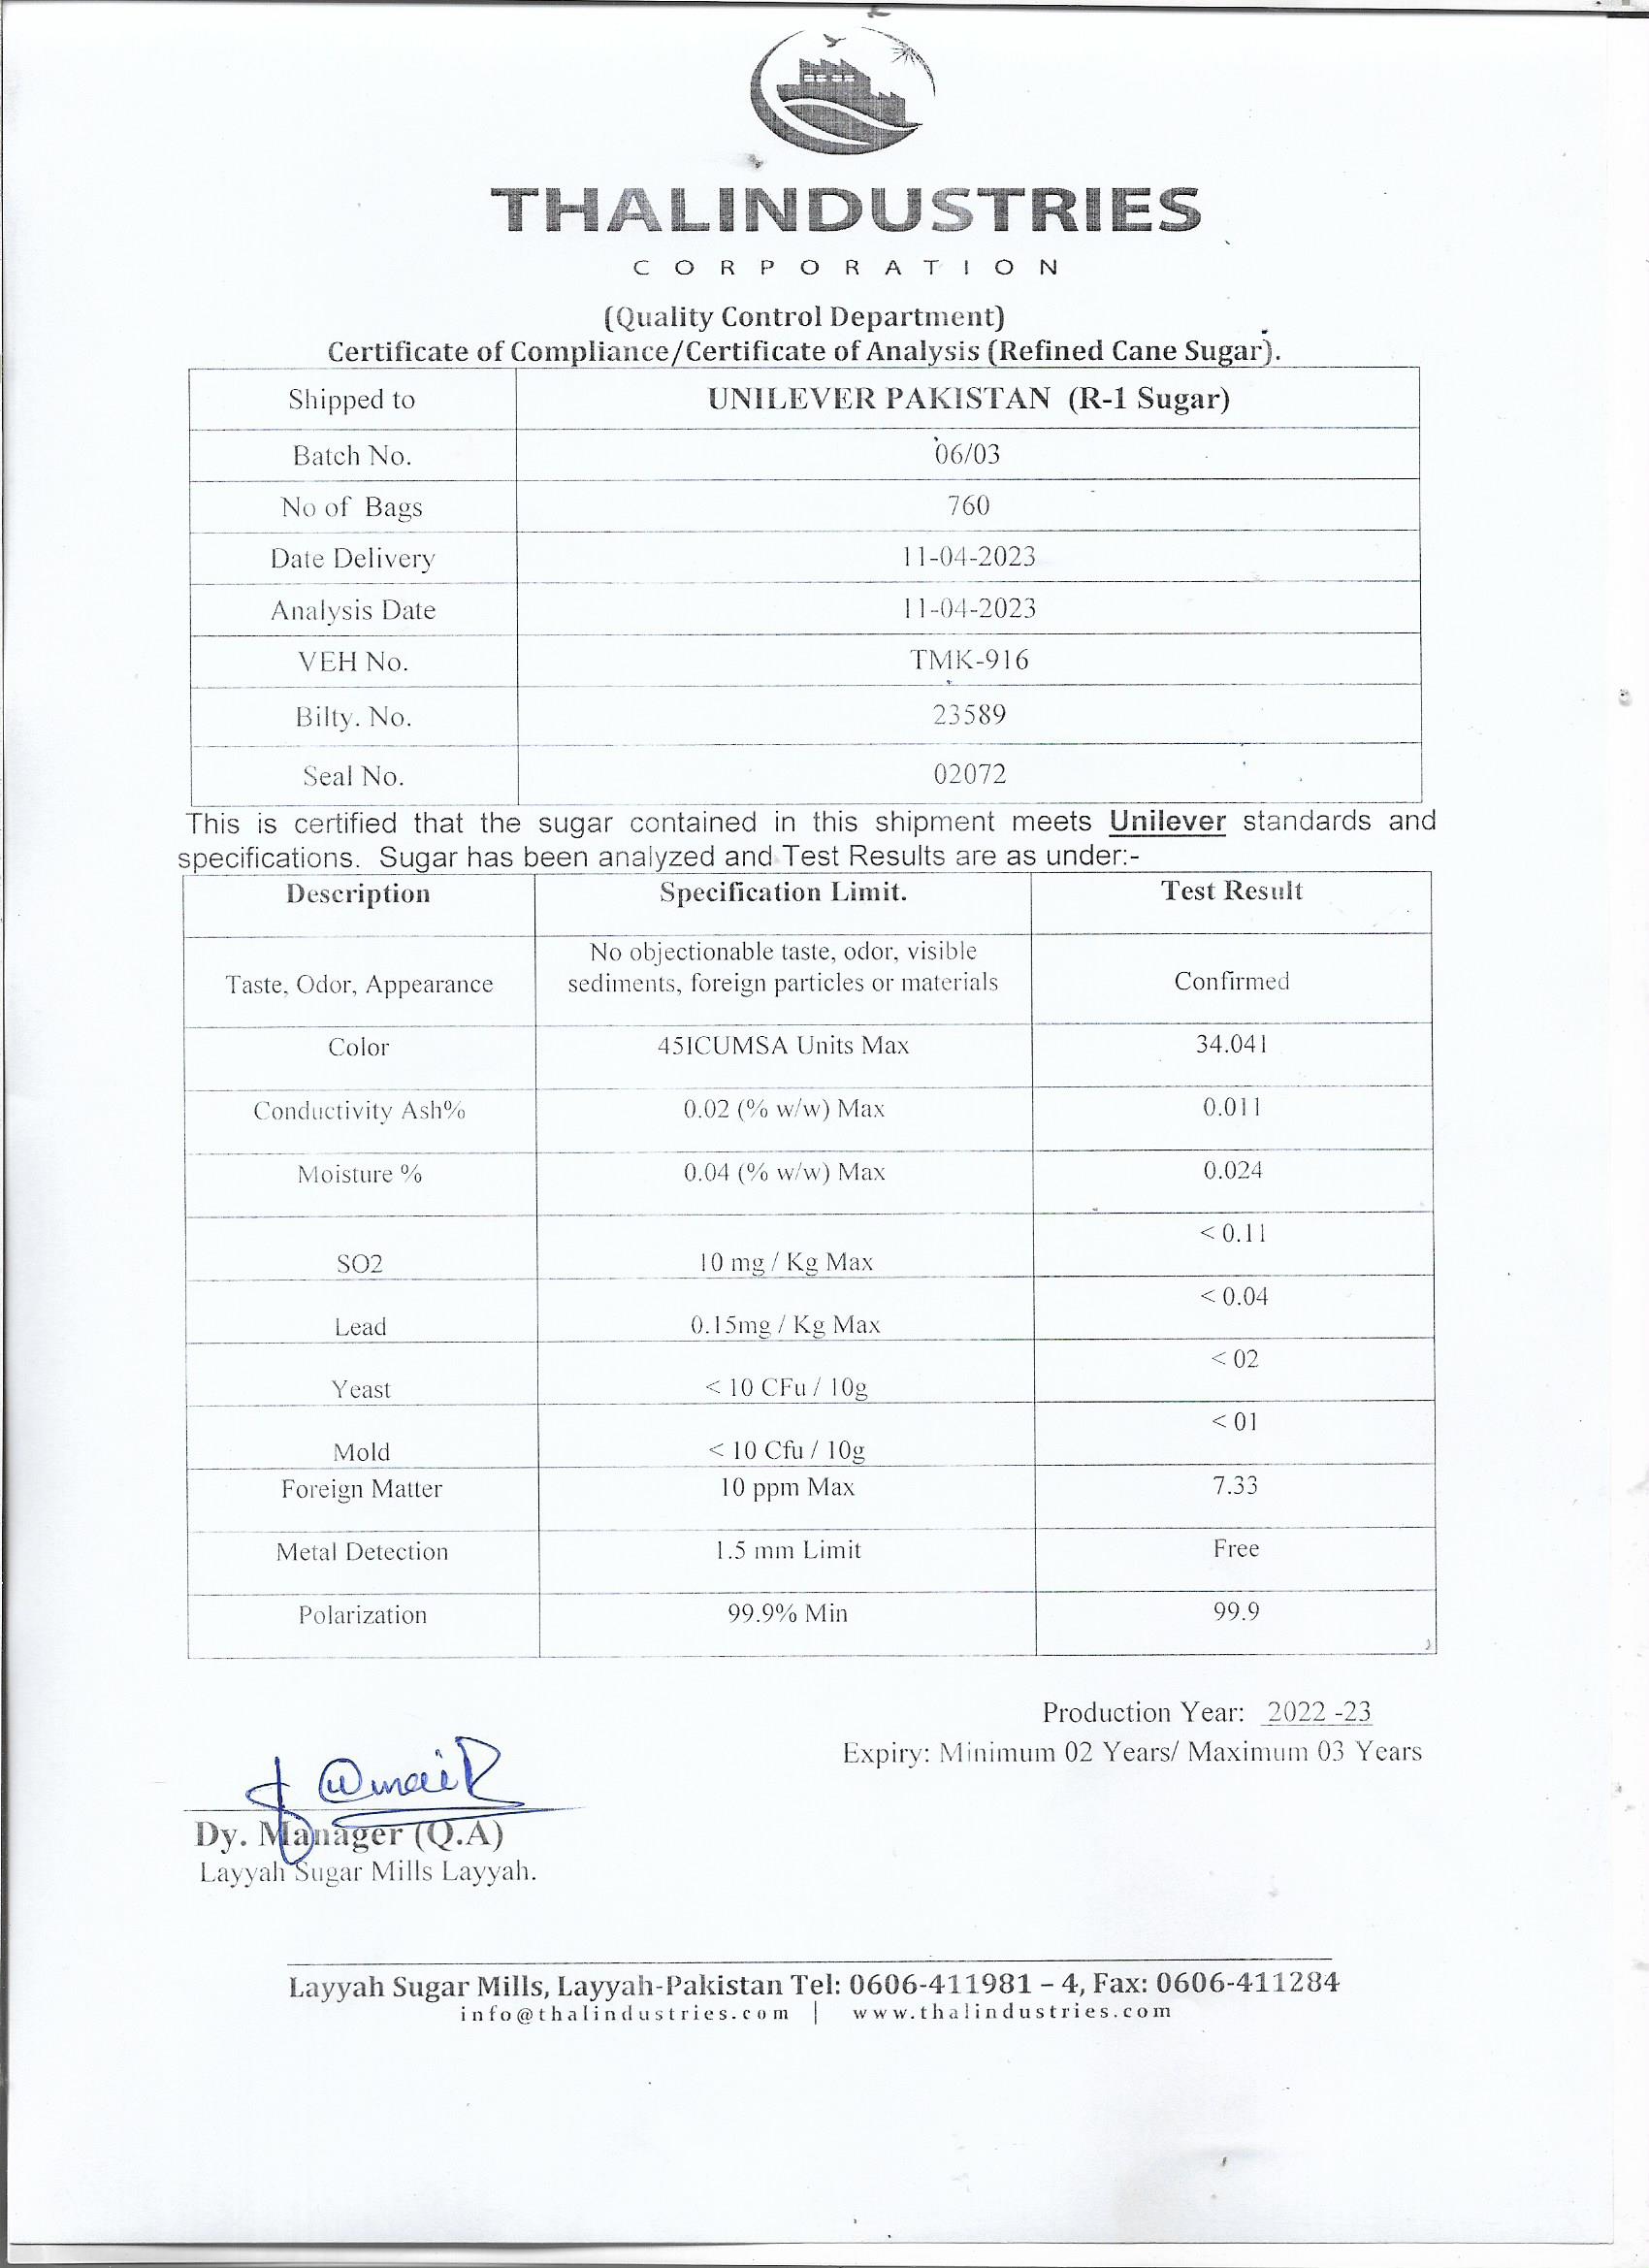 THALINDUSTRIES
CORPORATION
(Quality Control Department)
Certificate of Compliance/Certificate of Analysis (Refined Cane Sugar).
Shipped to UNILEVER PAKISTAN (R-1 Sugar)
Batch No. 06/03
No of Bags 760
Date Delivery 11-04-2023
Analysis Date 11-04-2023
VEH No. TMK-916
Bilty. No. 23589
Seal No. 02072
This is certified that the sugar contained in this shipment meets Unilever standards and
specifications. Sugar has been analyzed and Test Results are as under:-
Description Specification Limit. Test Result
Taste, Odor, Appearance No objectionable taste, odor, visible
sediments, foreign particles or materials Confirmed
Color 45ICUMSA Units Max 34.041
Conductivity Ash% 0.02 (% w/w) Max 0.011
Moisture % 0.04 (% w/w) Max 0.024
SO2 10 mg / Kg Max < 0.11
Lead 0.15mg / Kg Max < 0.04
Yeast < 10 CFu / 10g < 02
Mold < 10 Cfu / 10g < 01
Foreign Matter 10 ppm Max 7.33
Metal Detection 1.5 mm Limit Free
Polarization 99.9% Min 99.9
Production Year: 2022 -23
Expiry: Minimum 02 Years/ Maximum 03 Years
Dy. Manager (Q.A)
Layyah Sugar Mills Layyah.
Layyah Sugar Mills, Layyah-Pakistan Tel: 0606-411981 – 4, Fax: 0606-411284
info@thalindustries.com | www.thalindustries.com